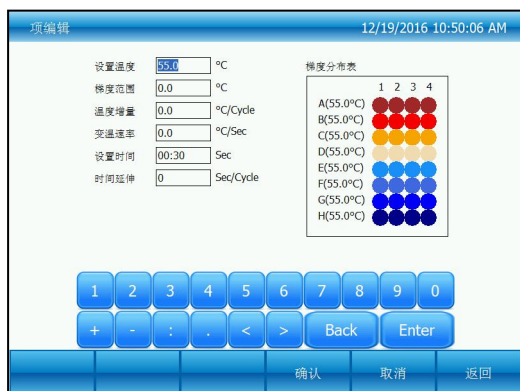 项编辑 12/19/2016 10:50:06 AM
设置温度 55.0 °C
梯度范围 0.0 °C
温度增量 0.0 °C/Cycle
变温速率 0.0 °C/Sec
设置时间 00:30 Sec
时间延伸 0 Sec/Cycle
梯度分布表
1 2 3 4
A(55.0°C)
B(55.0°C)
C(55.0°C)
D(55.0°C)
E(55.0°C)
F(55.0°C)
G(55.0°C)
H(55.0°C)
1 2 3 4 5 6 7 8 9 0
+ - : . < > Back Enter
确认 取消 返回